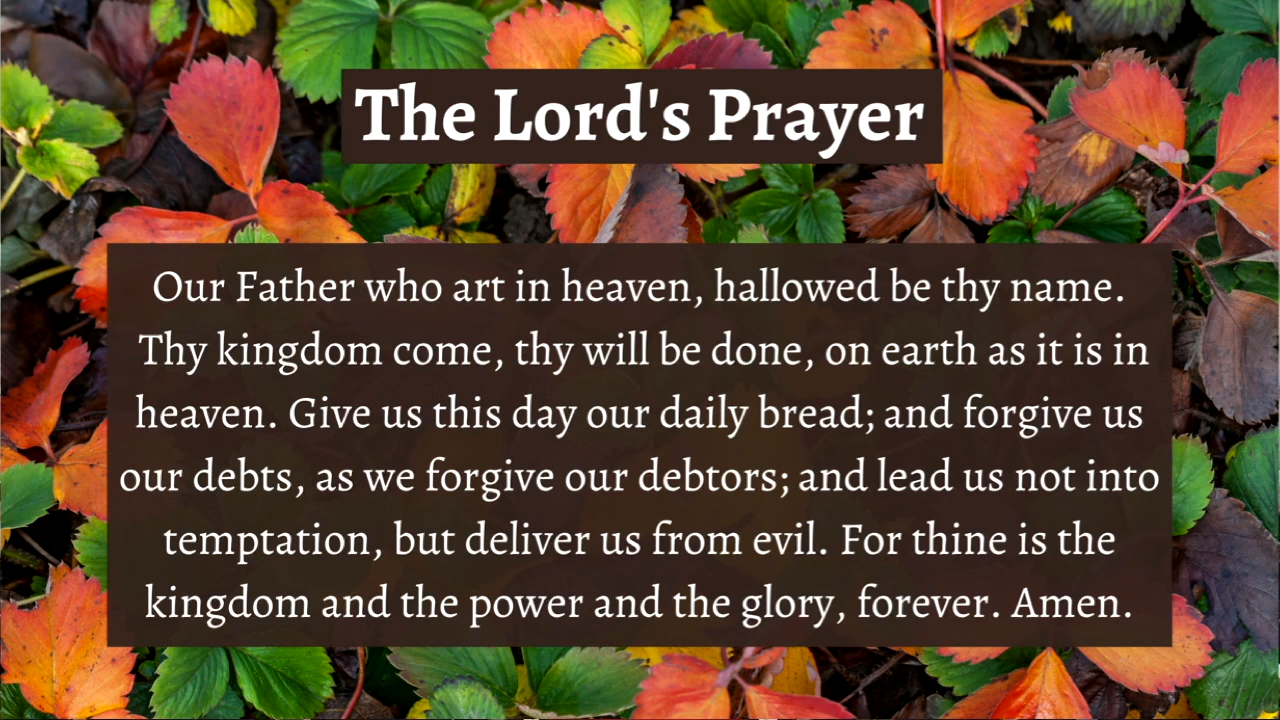 The Lord's Prayer
Our Father who art in heaven, hallowed be thy name.
Thy kingdom come, thy will be done, on earth as it is in
heaven. Give us this day our daily bread; and forgive us
our debts, as we forgive our debtors; and lead us not into
temptation, but deliver us from evil. For thine is the
kingdom and the power and the glory, forever. Amen.